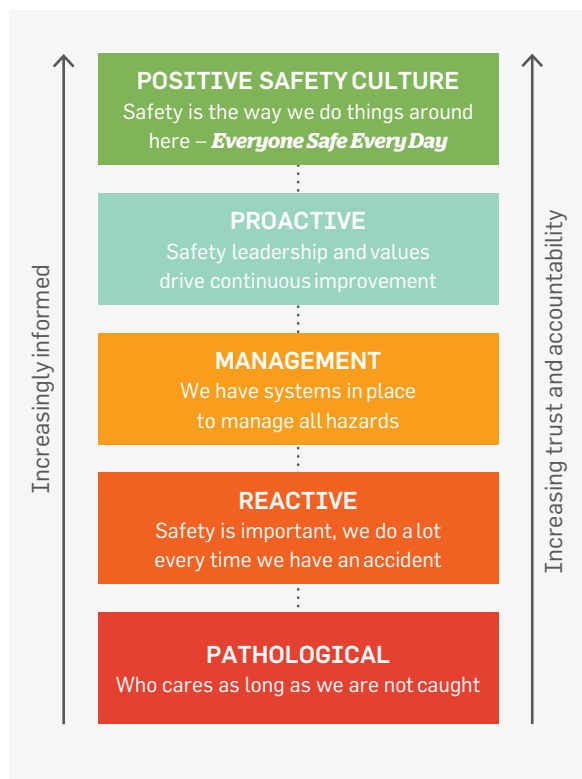 POSITIVE SAFETY CULTURE
Safety is the way we do things around
here – Everyone Safe Every Day
PROACTIVE
Safety leadership and values
drive continuous improvement
MANAGEMENT
We have systems in place
to manage all hazards
REACTIVE
Safety is important, we do a lot
every time we have an accident
PATHOLOGICAL
Who cares as long as we are not caught
Increasingly informed
Increasing trust and accountability